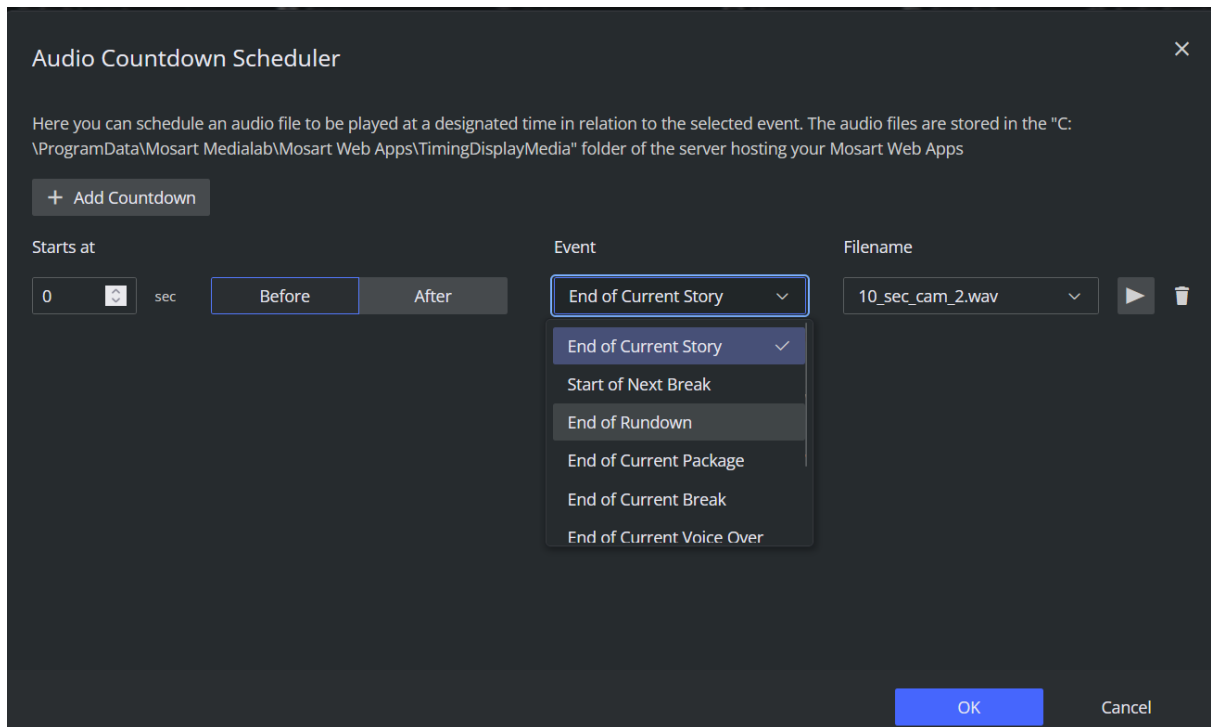 Audio Countdown Scheduler
Here you can schedule an audio file to be played at a designated time in relation to the selected event. The audio files are stored in the "C:
\ProgramData\Mosart Medialab\Mosart Web Apps\TimingDisplayMedia" folder of the server hosting your Mosart Web Apps
+ Add Countdown
Starts at Event Filename
0 sec Before After End of Current Story 10_sec_cam_2.wav
End of Current Story
Start of Next Break
End of Rundown
End of Current Package
End of Current Break
End of Current Voice Over
OK Cancel